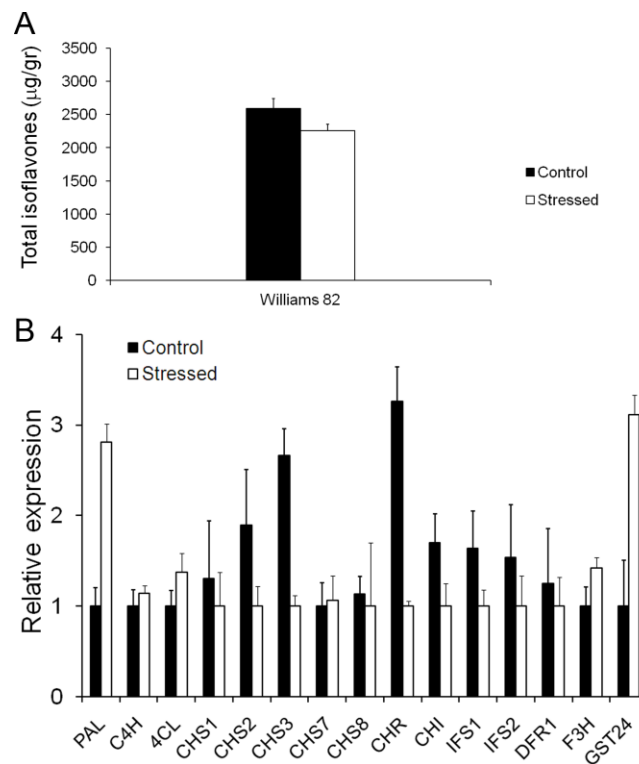 A
Total isoflavones (µg/gr)
3500
3000
2500
2000
1500
1000
500
0
Williams 82
Control
Stressed
B
Control
Stressed
Relative expression
4
3
2
1
0
PAL
C4H
4CL
CHS1
CHS2
CHS3
CHS7
CHS8
CHR
CHI
IFS1
IFS2
DFR1
F3H
GST24